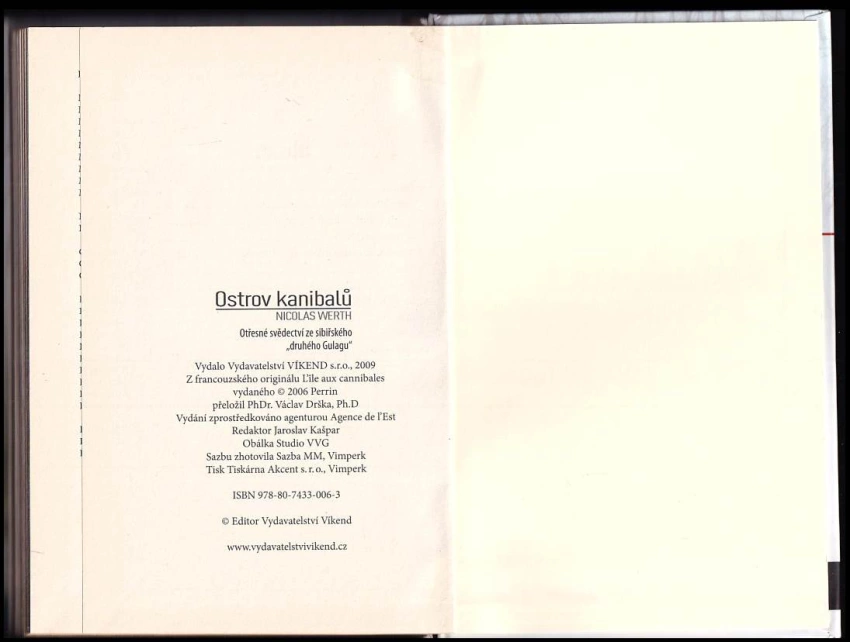 Ostrov kanibalů
NICOLAS WERTH
Otřesné svědectví ze sibiřského
„druhého Gulagu“
Vydalo Vydavatelství VÍKEND s.r.o., 2009
Z francouzského originálu L'île aux cannibales
vydaného © 2006 Perrin
přeložil PhDr. Václav Drška, Ph.D
Vydání zprostředkováno agenturou Agence de l'Est
Redaktor Jaroslav Kašpar
Obálka Studio VVG
Sazbu zhotovila Sazba MM, Vimperk
Tisk Tiskárna Akcent s. r. o., Vimperk
ISBN 978-80-7433-006-3
© Editor Vydavatelství Víkend
www.vydavatelstvivikend.cz